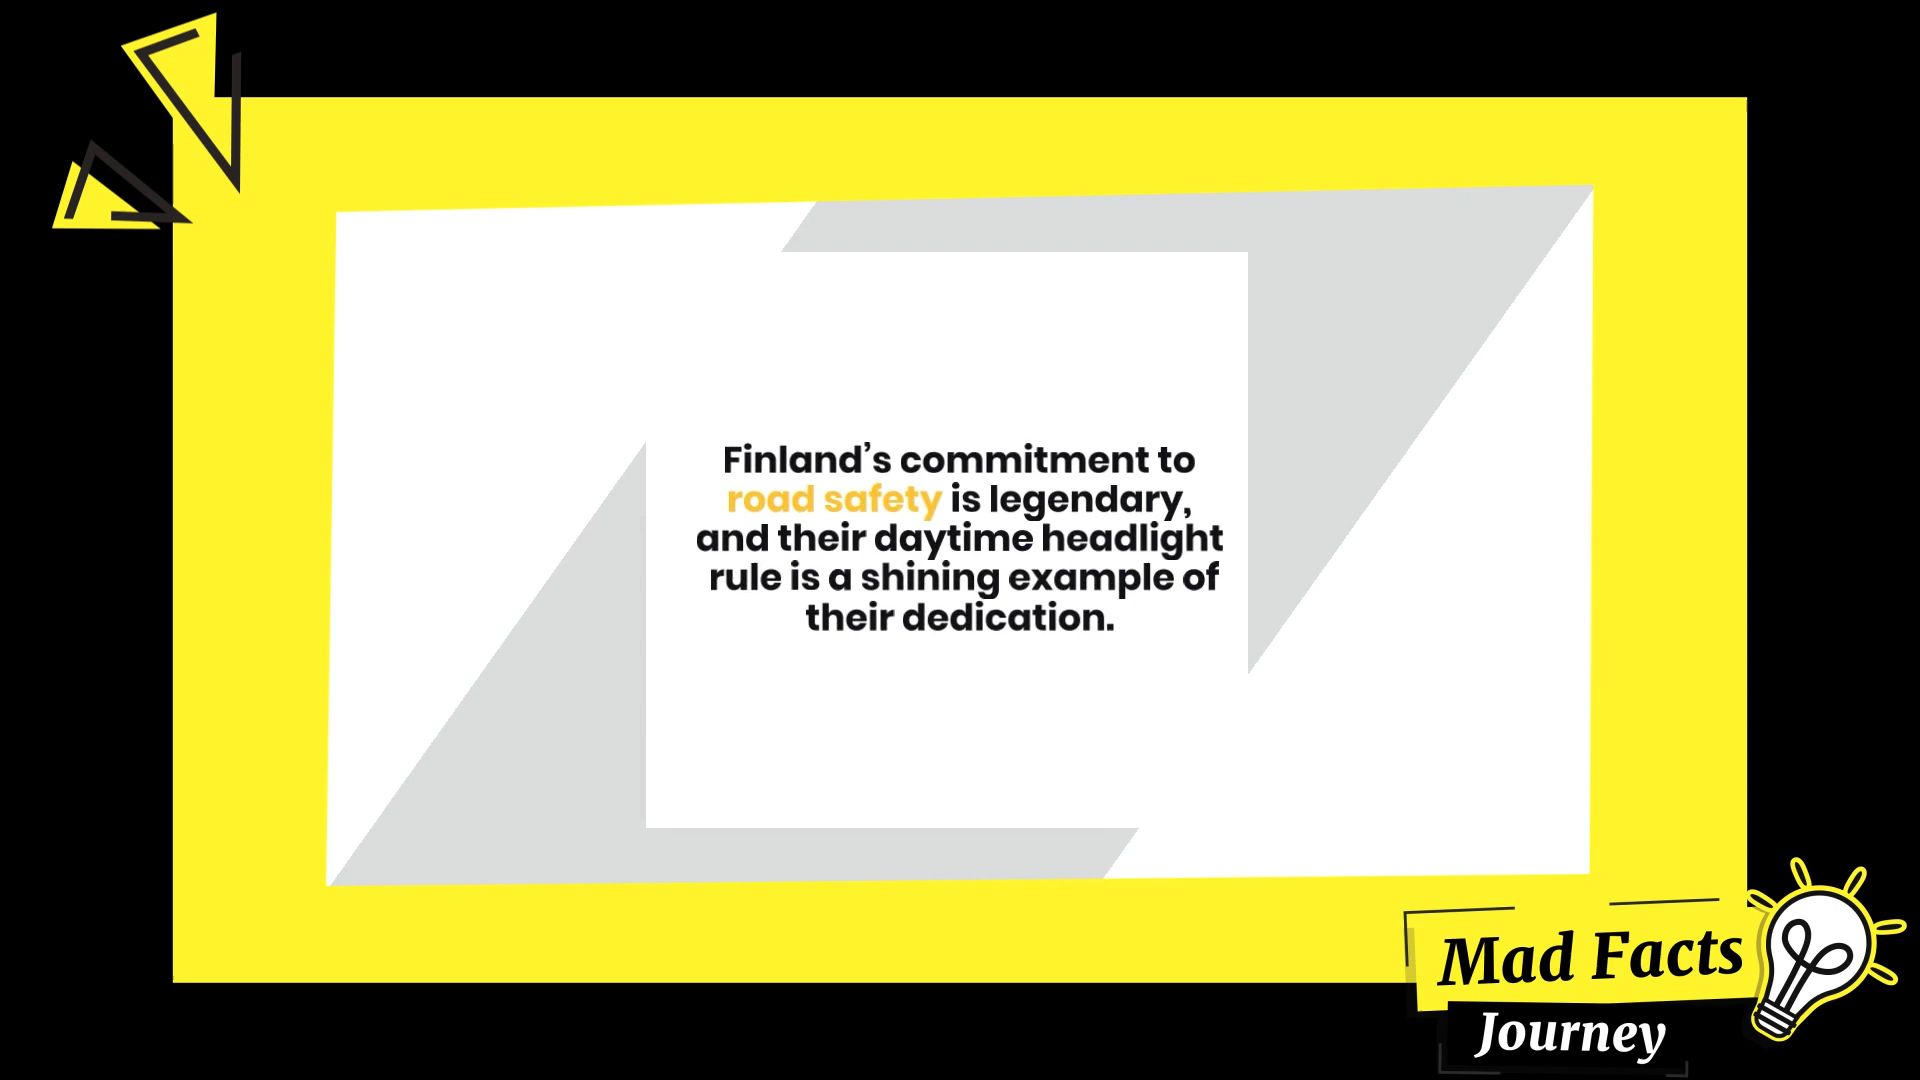 Finland’s commitment to
road safety is legendary,
and their daytime headlight
rule is a shining example of
their dedication.
Mad Facts
Journey